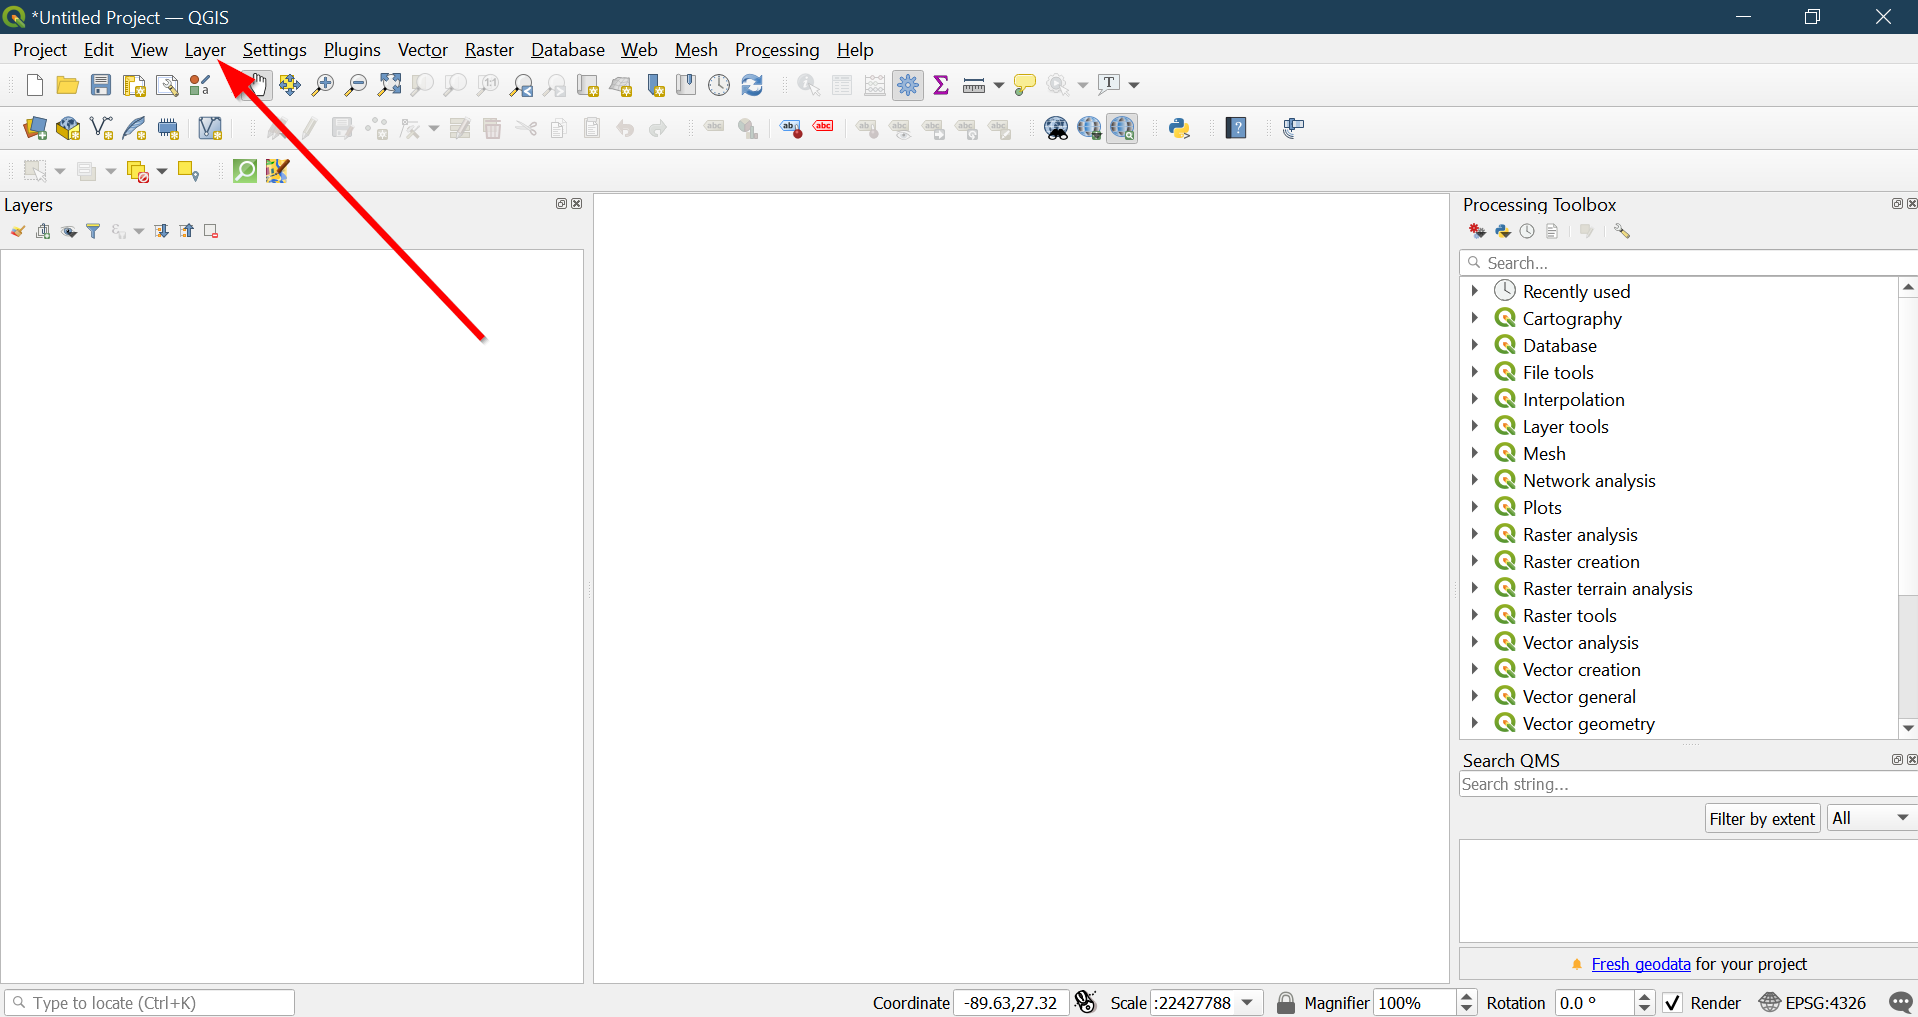 *Untitled Project — QGIS
Project Edit View Layer Settings Plugins Vector Raster Database Web Mesh Processing Help
Layers
Processing Toolbox
Search...
Recently used
Cartography
Database
File tools
Interpolation
Layer tools
Mesh
Network analysis
Plots
Raster analysis
Raster creation
Raster terrain analysis
Raster tools
Vector analysis
Vector creation
Vector general
Vector geometry
Search QMS
Search string...
Filter by extent All
Fresh geodata for your project
Type to locate (Ctrl+K) Coordinate -89.63,27.32 Scale :22427788 Magnifier 100% Rotation 0.0 ° Render EPSG:4326